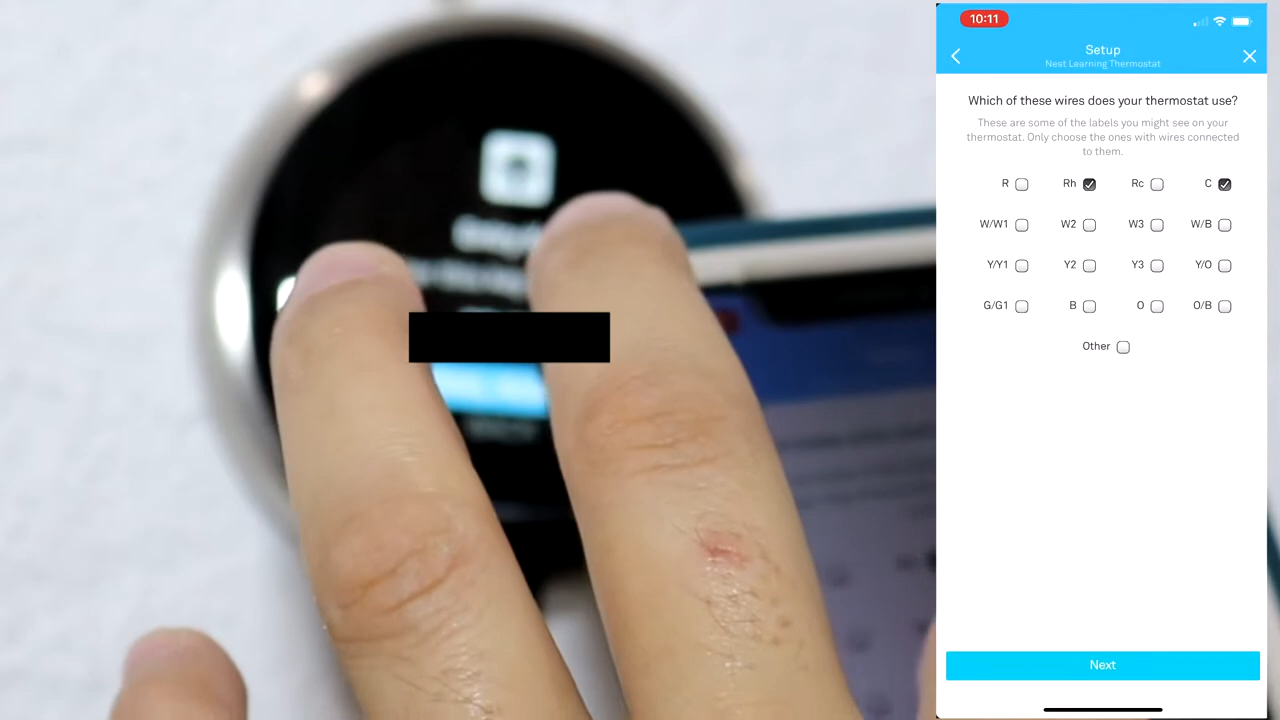 10:11
Setup
Nest Learning Thermostat
Which of these wires does your thermostat use?
These are some of the labels you might see on your
thermostat. Only choose the ones with wires connected
to them.
R Rh Rc C
W/W1 W2 W3 W/B
Y/Y1 Y2 Y3 Y/O
G/G1 B O O/B
Other
Next